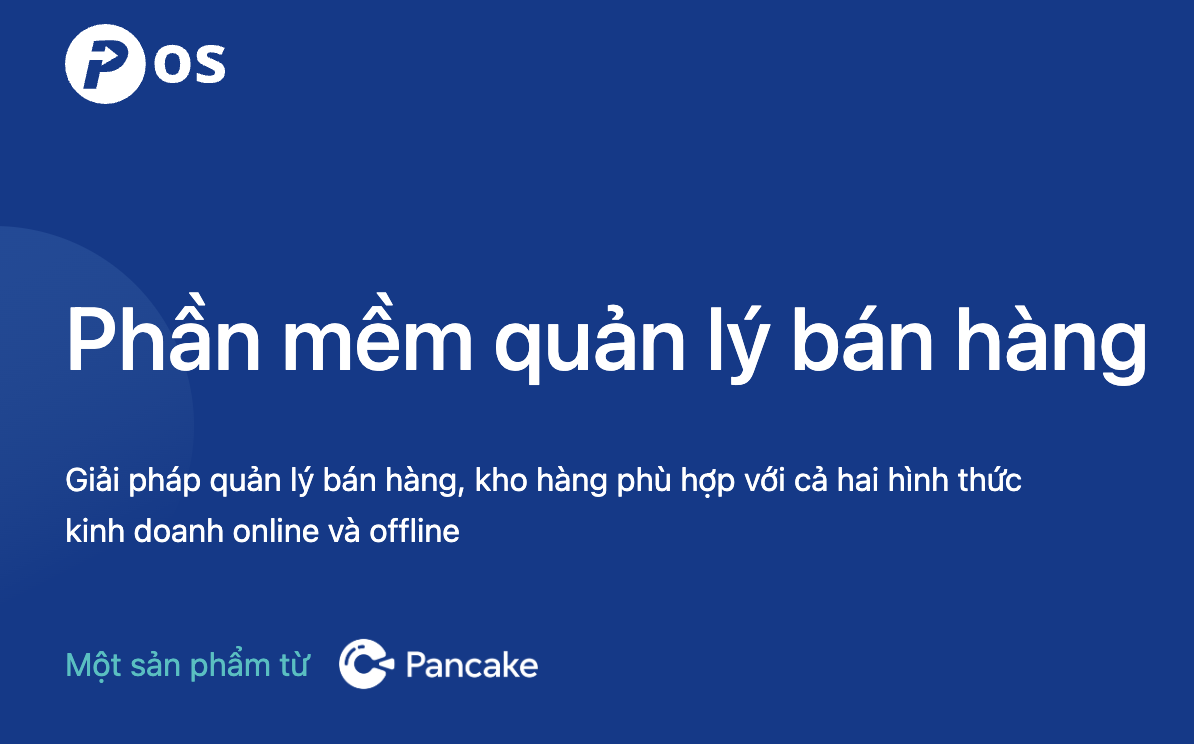 Pos
Phần mềm quản lý bán hàng
Giải pháp quản lý bán hàng, kho hàng phù hợp với cả hai hình thức
kinh doanh online và offline
Một sản phẩm từ Pancake